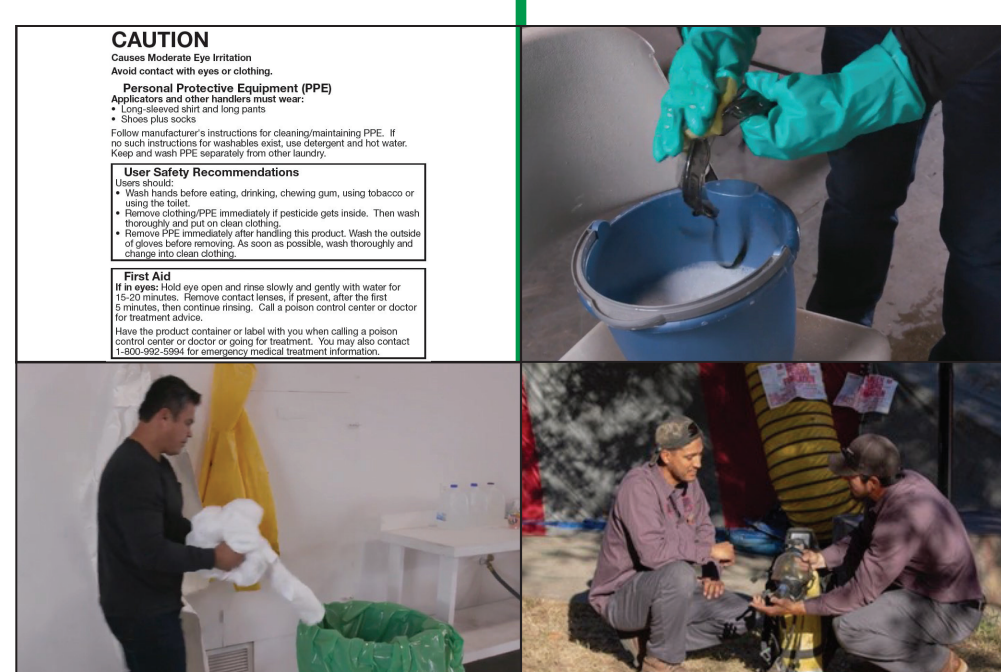 CAUTION
Causes Moderate Eye Irritation
Avoid contact with eyes or clothing.
Personal Protective Equipment (PPE)
Applicators and other handlers must wear:
• Long-sleeved shirt and long pants
• Shoes plus socks
Follow manufacturer's instructions for cleaning/maintaining PPE. If
no such instructions for washables exist, use detergent and hot water.
Keep and wash PPE separately from other laundry.
User Safety Recommendations
Users should:
• Wash hands before eating, drinking, chewing gum, using tobacco or
using the toilet.
• Remove clothing/PPE immediately if pesticide gets inside. Then wash
thoroughly and put on clean clothing.
• Remove PPE immediately after handling this product. Wash the outside
of gloves before removing. As soon as possible, wash thoroughly and
change into clean clothing.
First Aid
If in eyes: Hold eye open and rinse slowly and gently with water for
15-20 minutes. Remove contact lenses, if present, after the first
5 minutes, then continue rinsing. Call a poison control center or doctor
for treatment advice.
Have the product container or label with you when calling a poison
control center or doctor or going for treatment. You may also contact
1-800-992-5994 for emergency medical treatment information.